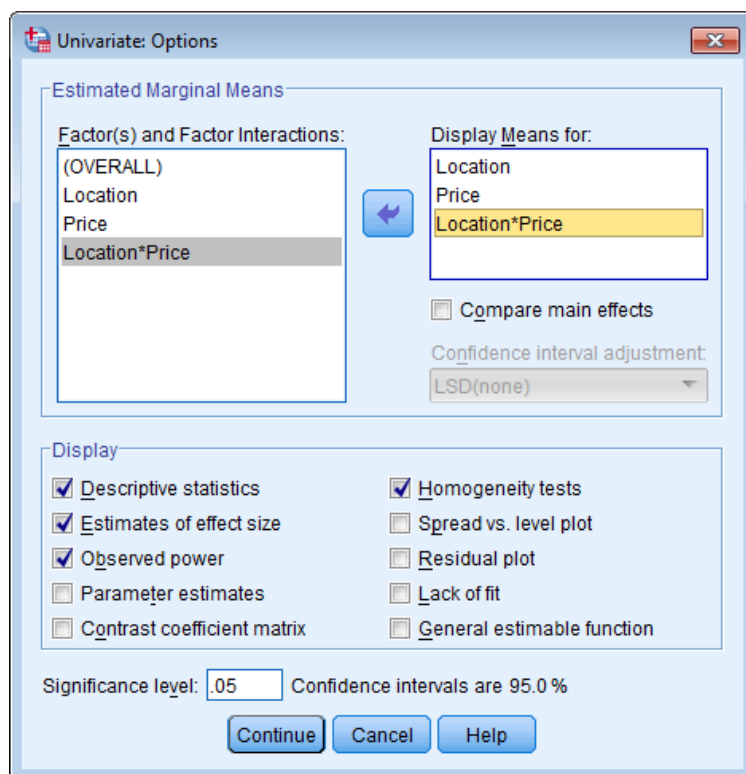 Univariate: Options
Estimated Marginal Means
Factor(s) and Factor Interactions:
(OVERALL)
Location
Price
Location*Price
Display Means for:
Location
Price
Location*Price
Compare main effects
Confidence interval adjustment:
LSD(none)
Display
Descriptive statistics
Estimates of effect size
Observed power
Parameter estimates
Contrast coefficient matrix
Homogeneity tests
Spread vs. level plot
Residual plot
Lack of fit
General estimable function
Significance level: .05 Confidence intervals are 95.0 %
Continue Cancel Help